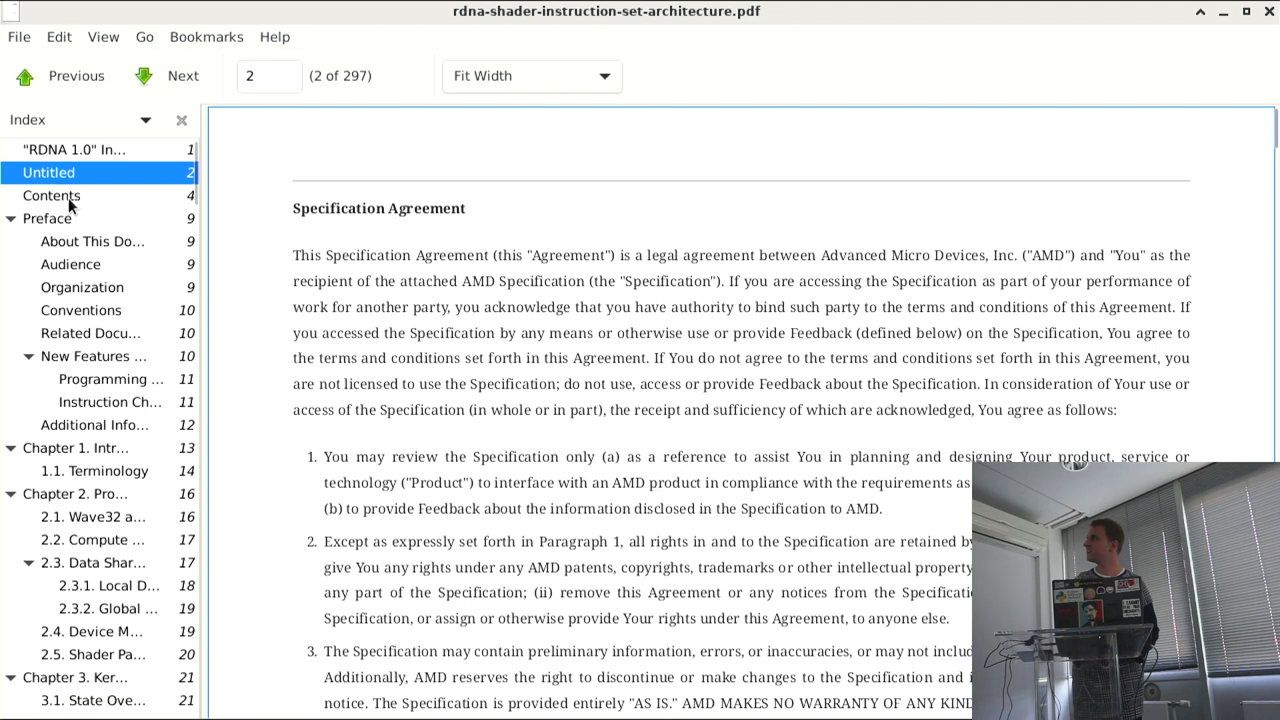 rdna-shader-instruction-set-architecture.pdf
File Edit View Go Bookmarks Help
Previous Next 2 (2 of 297) Fit Width
Index
"RDNA 1.0" In... 1
Untitled 2
Contents 4
Preface 9
About This Do... 9
Audience 9
Organization 9
Conventions 10
Related Docu... 10
New Features ... 10
Programming ... 11
Instruction Ch... 11
Additional Info... 12
Chapter 1. Intr... 13
1.1. Terminology 14
Chapter 2. Pro... 16
2.1. Wave32 a... 16
2.2. Compute ... 17
2.3. Data Shar... 17
2.3.1. Local D... 18
2.3.2. Global ... 19
2.4. Device M... 19
2.5. Shader Pa... 20
Chapter 3. Ker... 21
3.1. State Ove... 21
Specification Agreement
This Specification Agreement (this "Agreement") is a legal agreement between Advanced Micro Devices, Inc. ("AMD") and "You" as the
recipient of the attached AMD Specification (the "Specification"). If you are accessing the Specification as part of your performance of
work for another party, you acknowledge that you have authority to bind such party to the terms and conditions of this Agreement. If
you accessed the Specification by any means or otherwise use or provide Feedback (defined below) on the Specification, You agree to
the terms and conditions set forth in this Agreement. If You do not agree to the terms and conditions set forth in this Agreement, you
are not licensed to use the Specification; do not use, access or provide Feedback about the Specification. In consideration of Your use or
access of the Specification (in whole or in part), the receipt and sufficiency of which are acknowledged, You agree as follows:
1. You may review the Specification only (a) as a reference to assist You in planning and designing Your product, service or
technology ("Product") to interface with an AMD product in compliance with the requirements as
(b) to provide Feedback about the information disclosed in the Specification to AMD.
2. Except as expressly set forth in Paragraph 1, all rights in and to the Specification are retained by
give You any rights under any AMD patents, copyrights, trademarks or other intellectual property
any part of the Specification; (ii) remove this Agreement or any notices from the
Specification, or assign or otherwise provide Your rights under this Agreement, to anyone else.
3. The Specification may contain preliminary information, errors, or inaccuracies, or may not
Additionally, AMD reserves the right to discontinue or make changes to the Specification and
notice. The Specification is provided entirely "AS IS." AMD MAKES NO WARRANTY OF ANY KIND